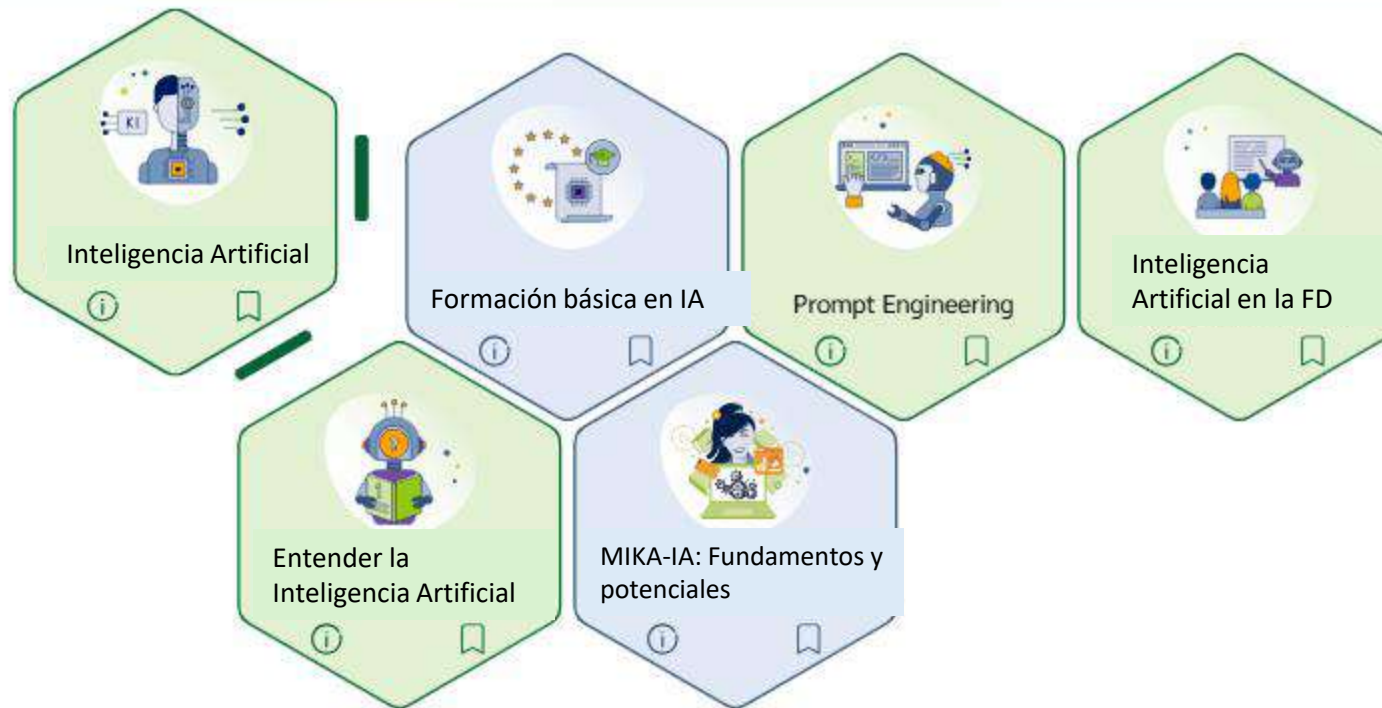 KI
Inteligencia Artificial
Formación básica en IA
Prompt Engineering
Inteligencia
Artificial en la FD
Entender la
Inteligencia Artificial
MIKA-IA: Fundamentos y
potenciales